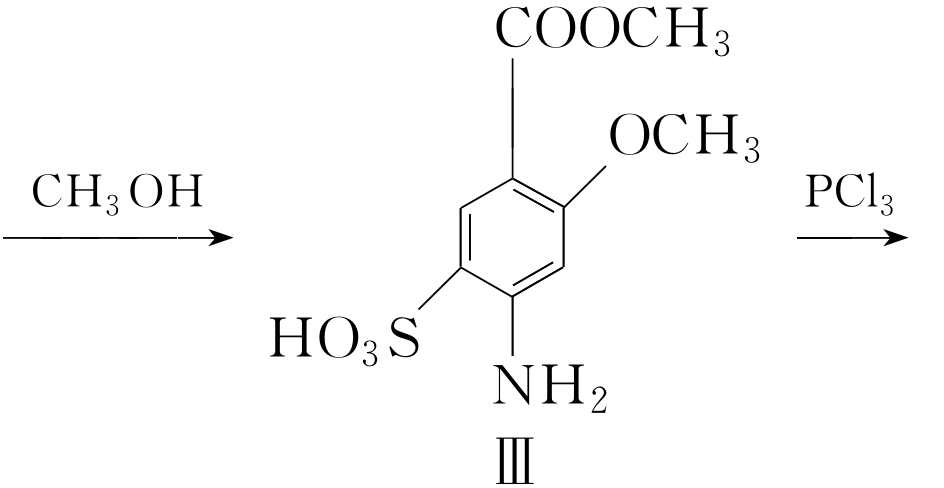 COOCH₃
OCH₃
CH₃OH
PCl₃
HO₃S
NH₂
Ⅲ